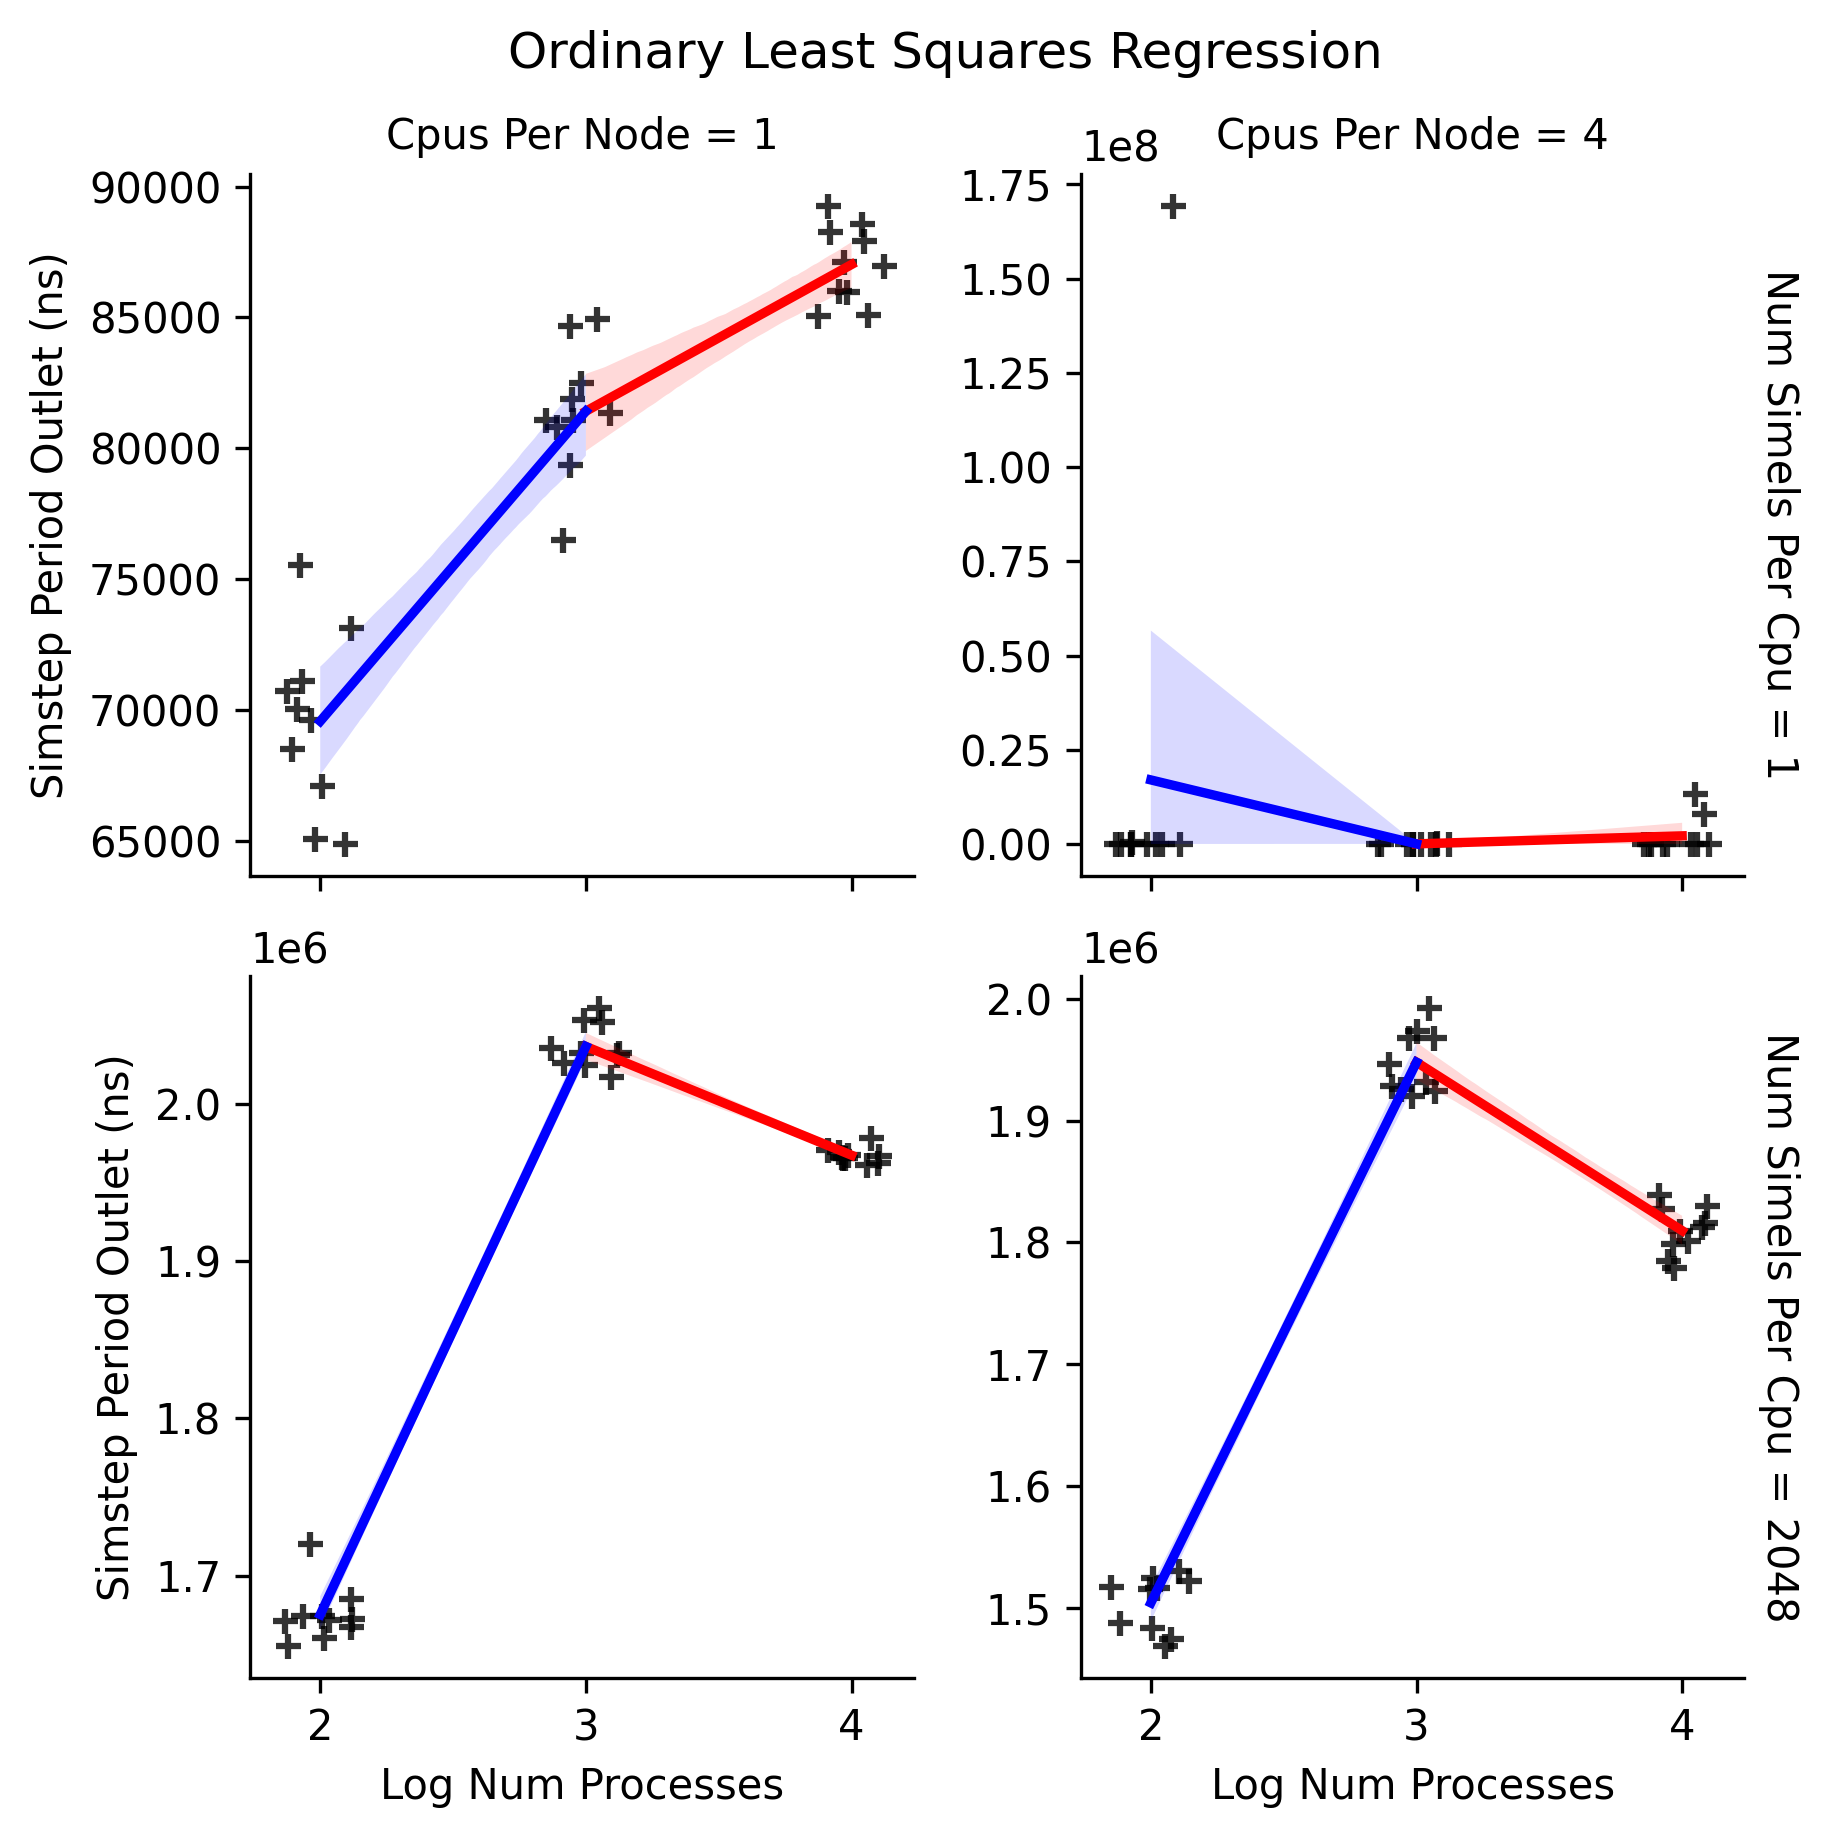 Ordinary Least Squares Regression
Cpus Per Node = 1
Cpus Per Node = 4
Simstep Period Outlet (ns)
90000
85000
80000
75000
70000
65000
1e8
1.75
1.50
1.25
1.00
0.75
0.50
0.25
0.00
Num Simels Per Cpu = 1
Simstep Period Outlet (ns)
1e6
2.0
1.9
1.8
1.7
2
3
4
Log Num Processes
1e6
2.0
1.9
1.8
1.7
1.6
1.5
2
3
4
Log Num Processes
Num Simels Per Cpu = 2048